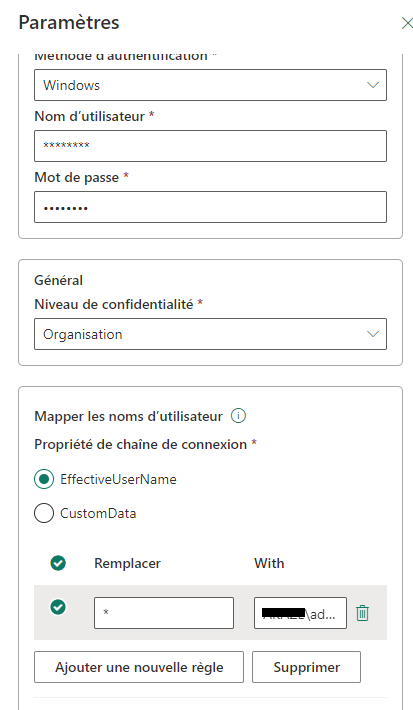 Paramètres
Méthode d'authentification *
Windows
Nom d'utilisateur *
********
Mot de passe *
••••••••
Général
Niveau de confidentialité *
Organisation
Mapper les noms d'utilisateur
Propriété de chaîne de connexion *
EffectiveUserName
CustomData
Remplacer With
* \ad...
Ajouter une nouvelle règle Supprimer